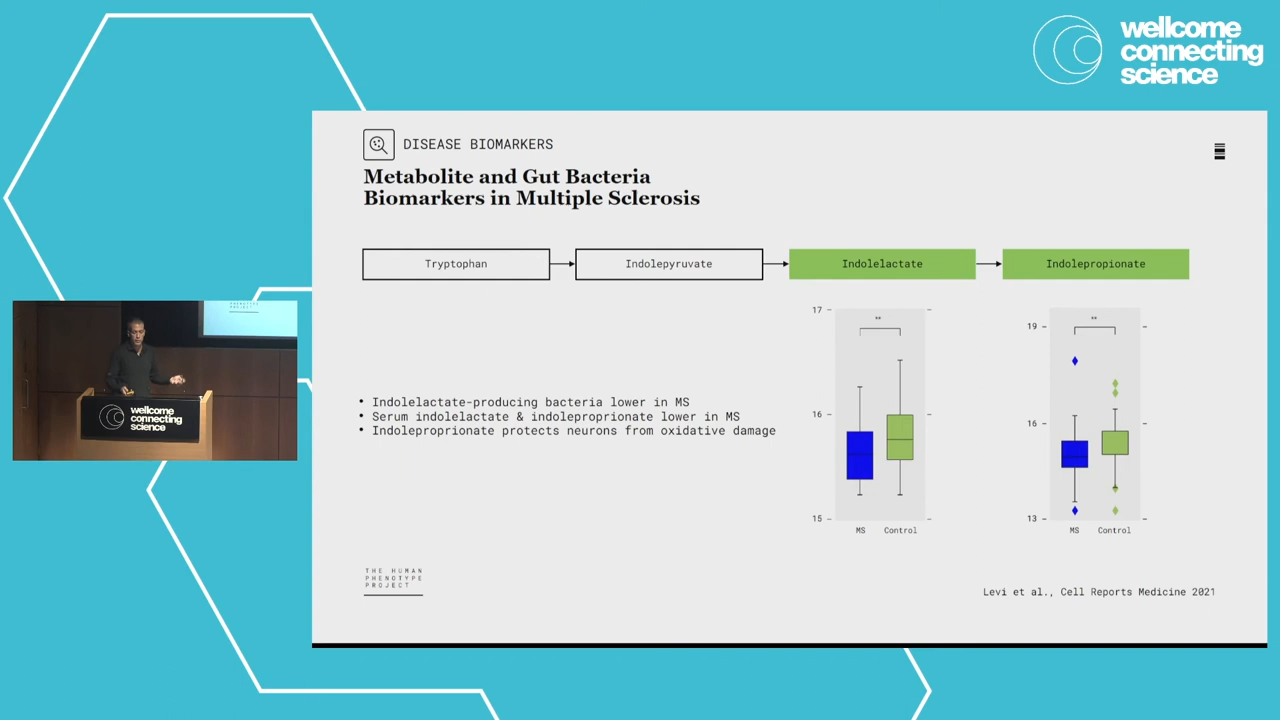 wellcome
connecting
science
DISEASE BIOMARKERS
Metabolite and Gut Bacteria
Biomarkers in Multiple Sclerosis
Tryptophan
Indolepyruvate
Indolelactate
Indolepropionate
• Indolelactate-producing bacteria lower in MS
• Serum indolelactate & indoleproprionate lower in MS
• Indoleproprionate protects neurons from oxidative damage
17
16
15
**
MS
Control
19
16
13
**
MS
Control
THE HUMAN
PHENOTYPE
PROJECT
Levi et al., Cell Reports Medicine 2021
PHENOTYPE
PROJECT
wellcome
connecting
science